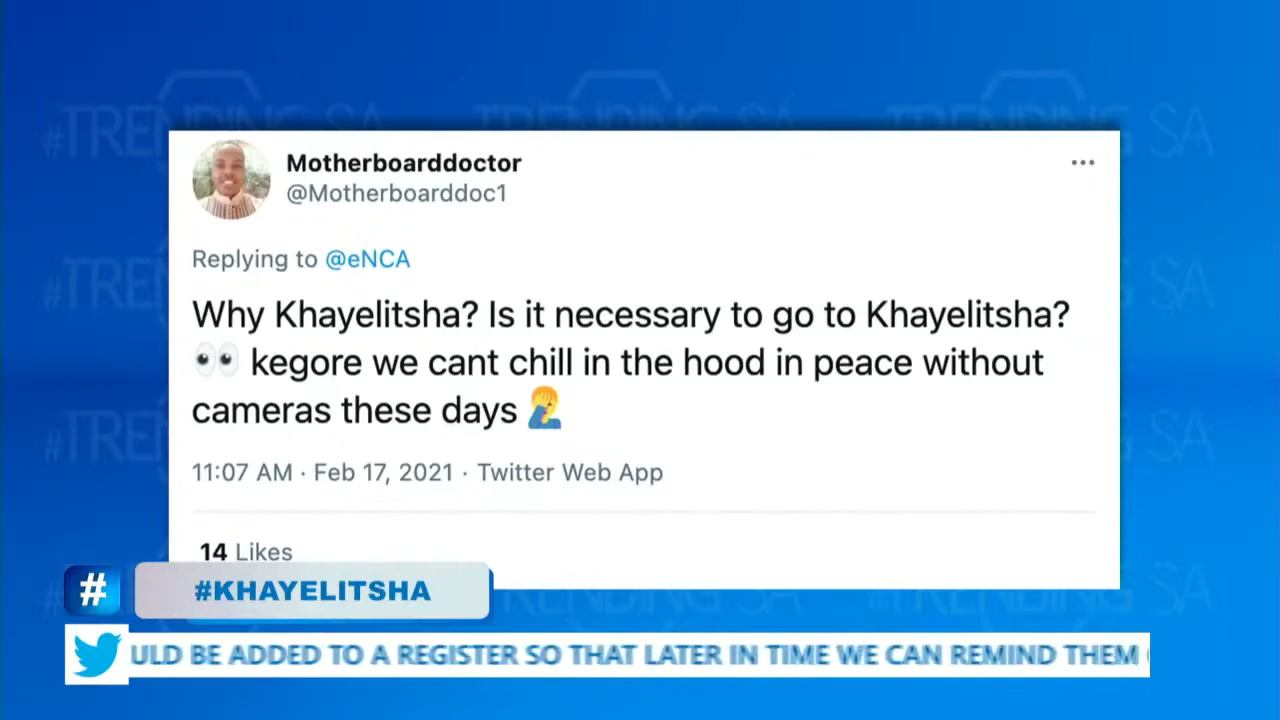 #TRENDING SA
Motherboarddoctor
@Motherboarddoc1
Replying to @eNCA
Why Khayelitsha? Is it necessary to go to Khayelitsha?
👀 kegore we cant chill in the hood in peace without
cameras these days 🤦‍♂️
11:07 AM · Feb 17, 2021 · Twitter Web App
14 Likes
# #KHAYELITSHA
ULD BE ADDED TO A REGISTER SO THAT LATER IN TIME WE CAN REMIND THEM